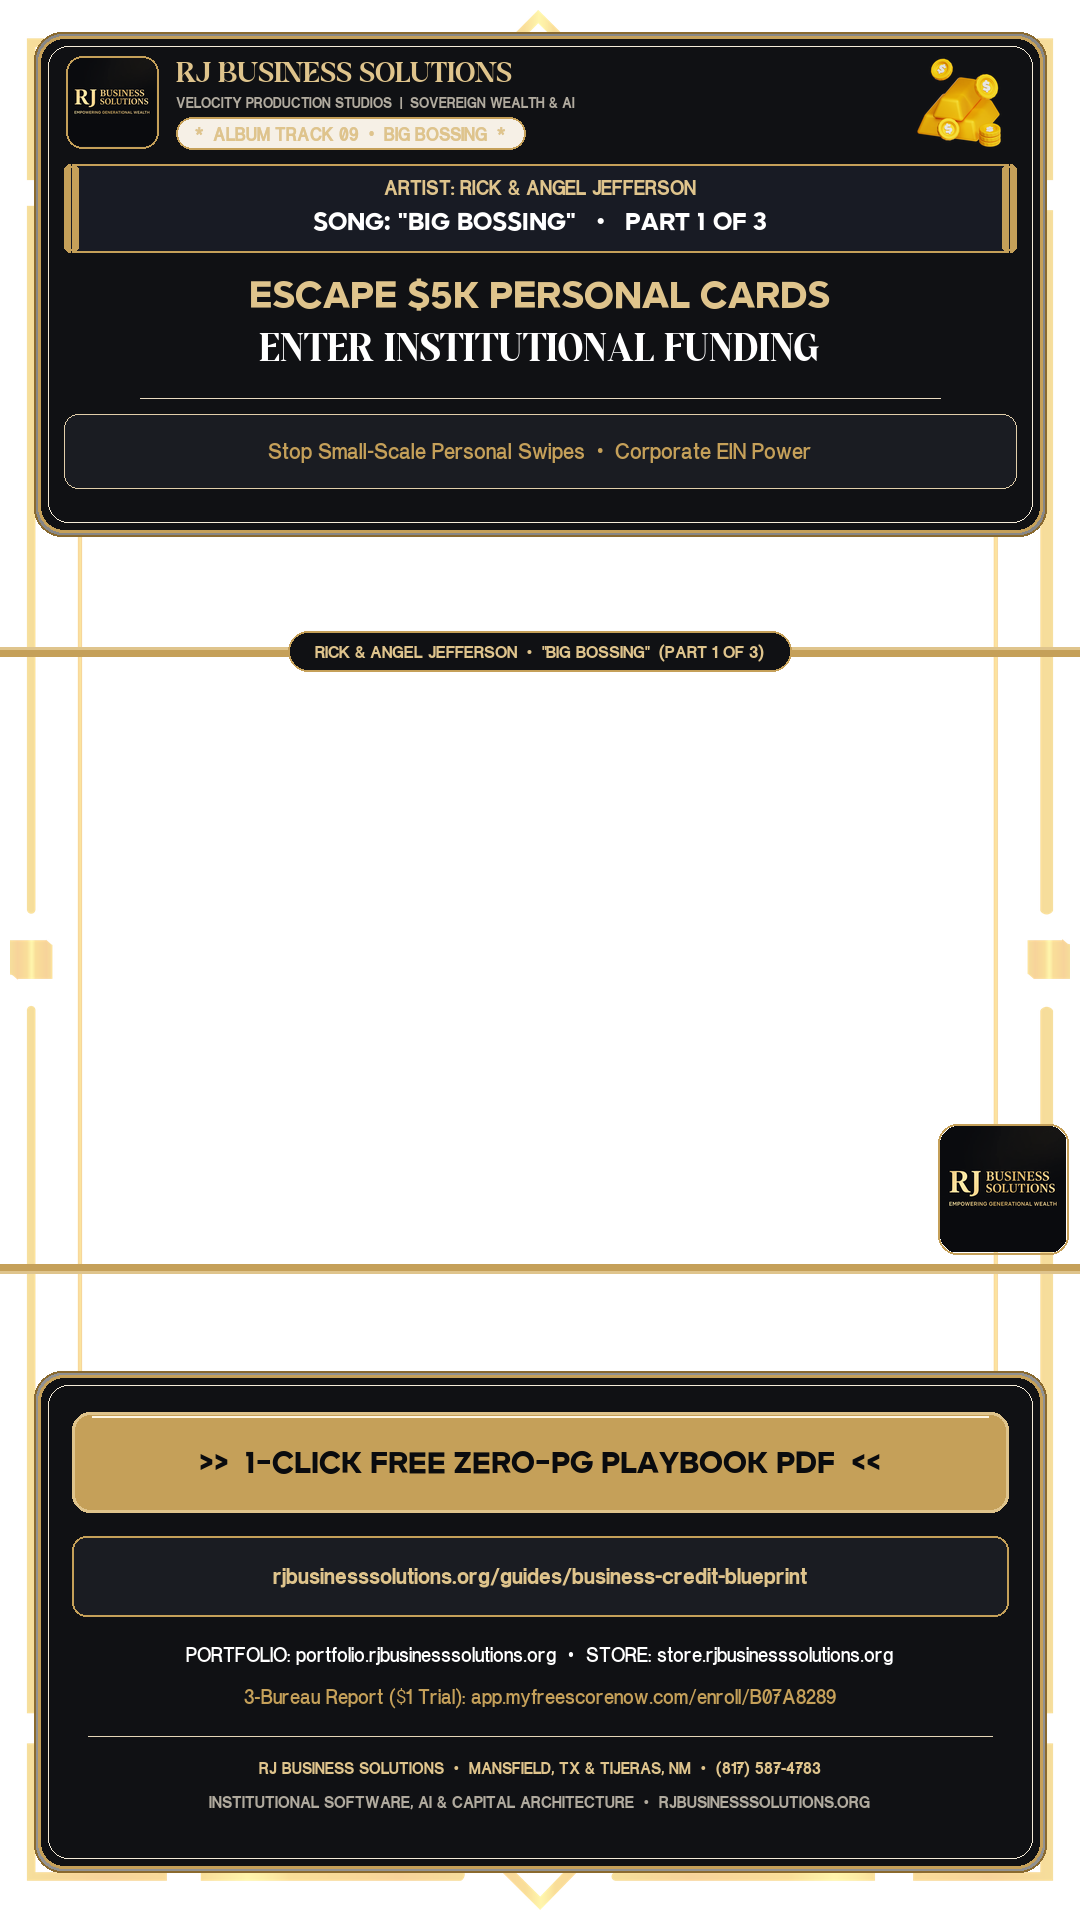 RJ BUSINESS SOLUTIONS
EMPOWERING GENERATIONAL WEALTH
RJ BUSINESS SOLUTIONS
VELOCITY PRODUCTION STUDIOS | SOVEREIGN WEALTH & AI
* ALBUM TRACK 09 • BIG BOSSING *
ARTIST: RICK & ANGEL JEFFERSON
SONG: "BIG BOSSING" • PART 1 OF 3
ESCAPE $5K PERSONAL CARDS
ENTER INSTITUTIONAL FUNDING
Stop Small-Scale Personal Swipes • Corporate EIN Power
RICK & ANGEL JEFFERSON • "BIG BOSSING" (PART 1 OF 3)
RJ BUSINESS SOLUTIONS
EMPOWERING GENERATIONAL WEALTH
>> 1-CLICK FREE ZERO-PG PLAYBOOK PDF <<
rjbusinesssolutions.org/guides/business-credit-blueprint
PORTFOLIO: portfolio.rjbusinesssolutions.org • STORE: store.rjbusinesssolutions.org
3-Bureau Report ($1 Trial): app.myfreescorenow.com/enroll/B07A8289
RJ BUSINESS SOLUTIONS • MANSFIELD, TX & TIJERAS, NM • (817) 587-4783
INSTITUTIONAL SOFTWARE, AI & CAPITAL ARCHITECTURE • RJBUSINESSSOLUTIONS.ORG